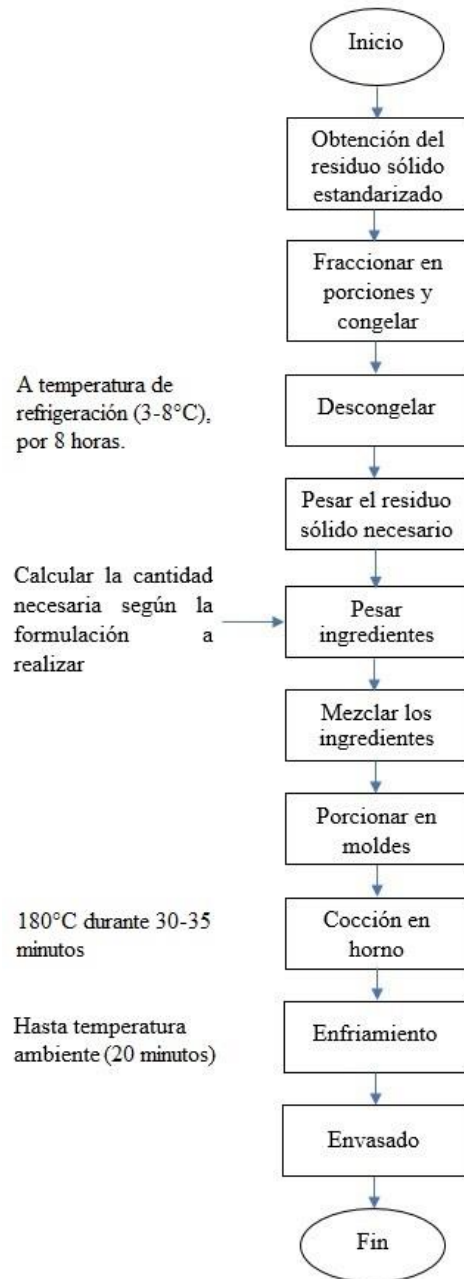 Inicio
Obtención del
residuo sólido
estandarizado
Fraccionar en
porciones y
congelar
A temperatura de
refrigeración (3-8°C),
por 8 horas.
Descongelar
Pesar el residuo
sólido necesario
Calcular la cantidad
necesaria según la
formulación a
realizar
Pesar
ingredientes
Mezclar los
ingredientes
Porcionar en
moldes
180°C durante 30-35
minutos
Cocción en
horno
Hasta temperatura
ambiente (20 minutos)
Enfriamiento
Envasado
Fin